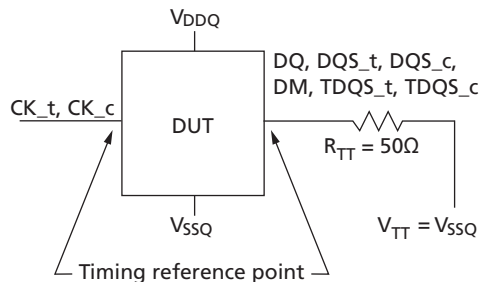 VDDQ
DQ, DQS_t, DQS_c,
DM, TDQS_t, TDQS_c
CK_t, CK_c
DUT
RTT = 50Ω
VSSQ
VTT = VSSQ
Timing reference point